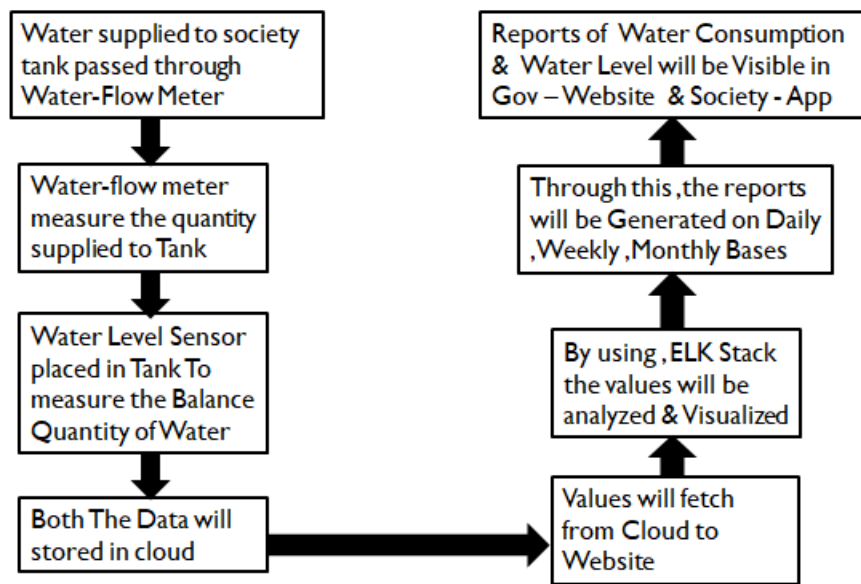 Water supplied to society
tank passed through
Water-Flow Meter
Water-flow meter
measure the quantity
supplied to Tank
Water Level Sensor
placed in Tank To
measure the Balance
Quantity of Water
Both The Data will
stored in cloud
Values will fetch
from Cloud to
Website
By using ,ELK Stack
the values will be
analyzed & Visualized
Through this ,the reports
will be Generated on Daily
,Weekly ,Monthly Bases
Reports of Water Consumption
& Water Level will be Visible in
Gov – Website & Society - App